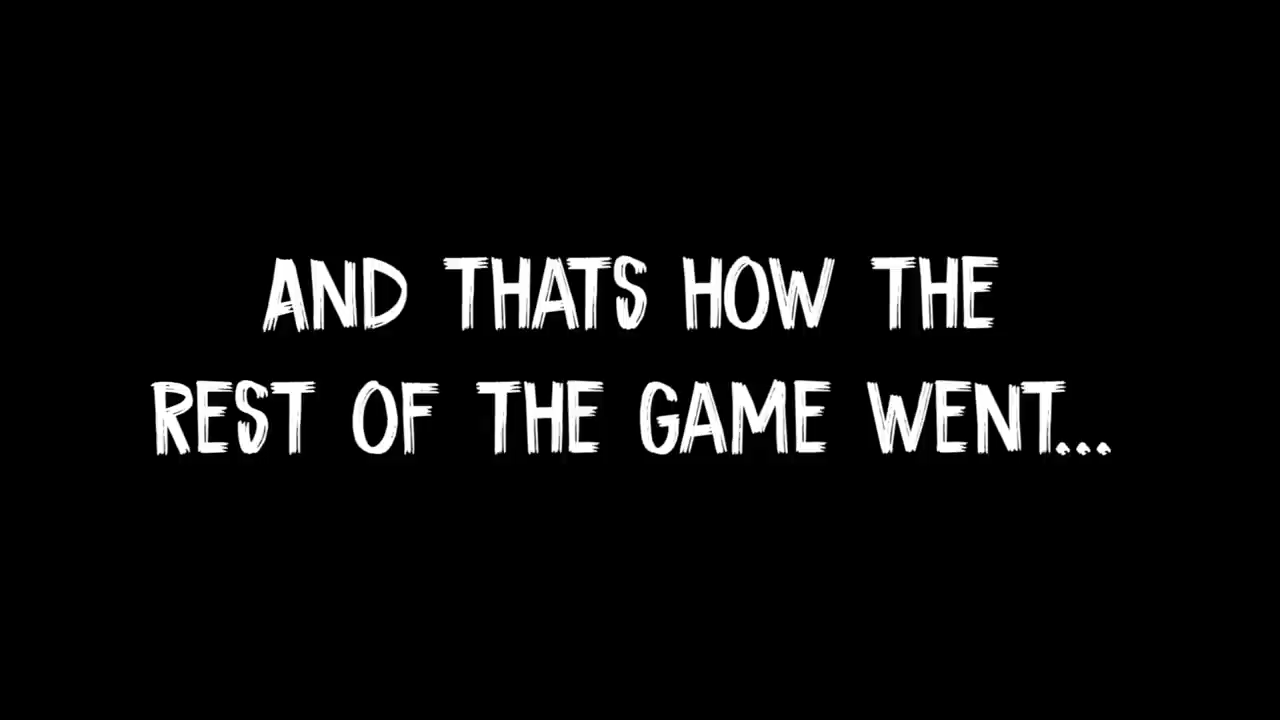 AND THATS HOW THE
REST OF THE GAME WENT...